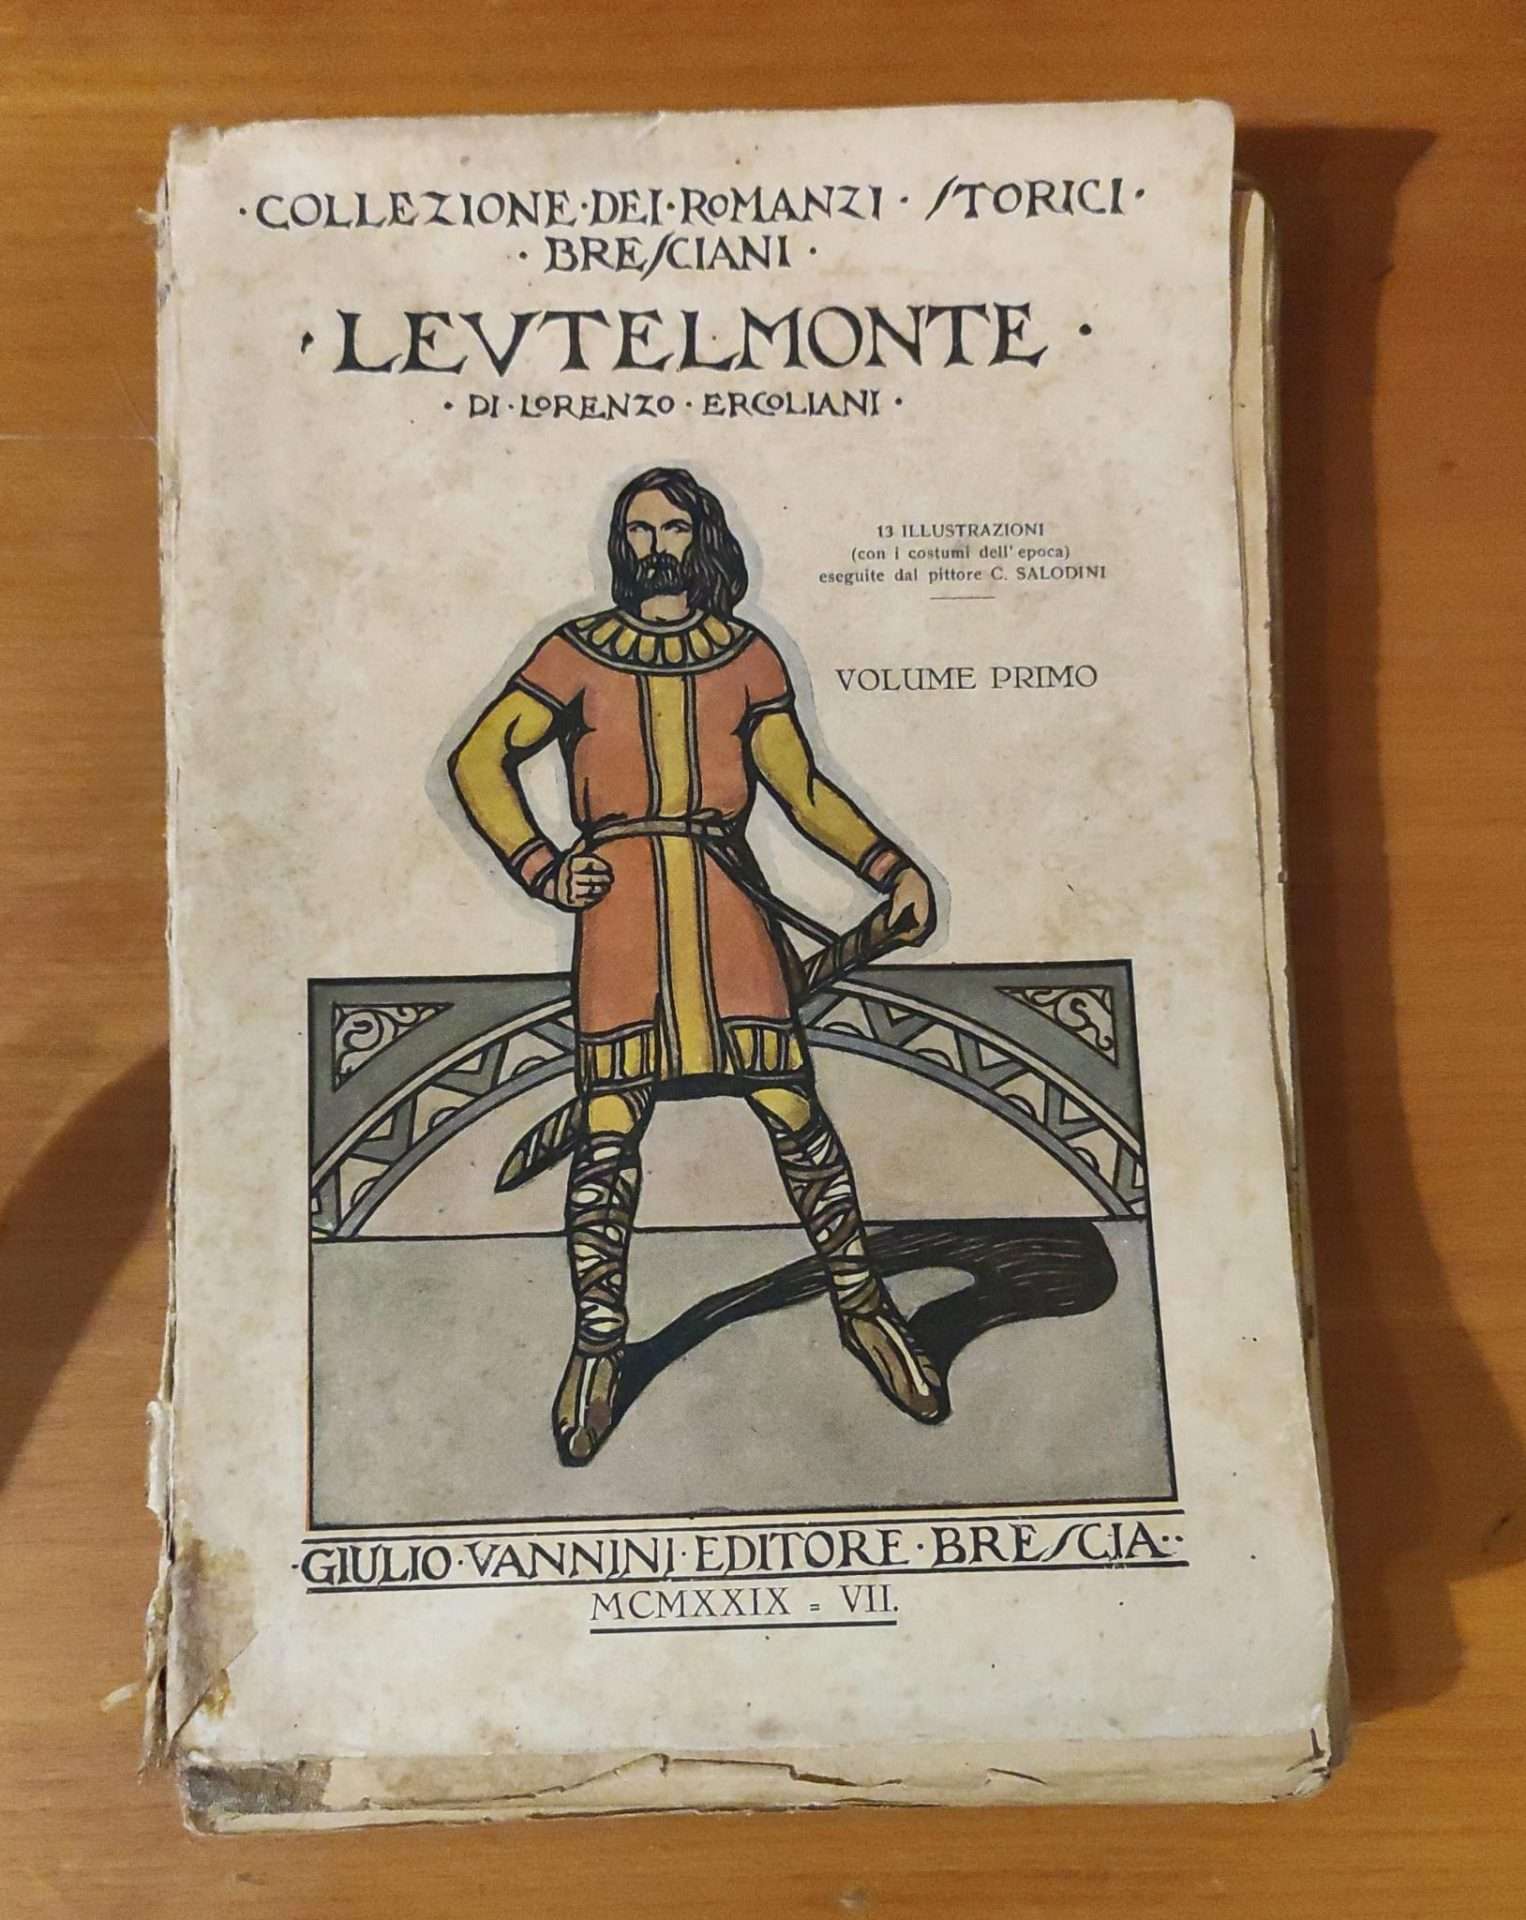 ·COLLEZIONE·DEI·ROMANZI·STORICI·
·BRESCIANI·
·LEVTELMONTE·
·DI·LORENZO·ERCOLIANI·
13 ILLUSTRAZIONI
(con i costumi dell'epoca)
eseguite dal pittore C. SALODINI
VOLUME PRIMO
·GIULIO·VANNINI·EDITORE·BRESCIA··
MCMXXIX = VII.